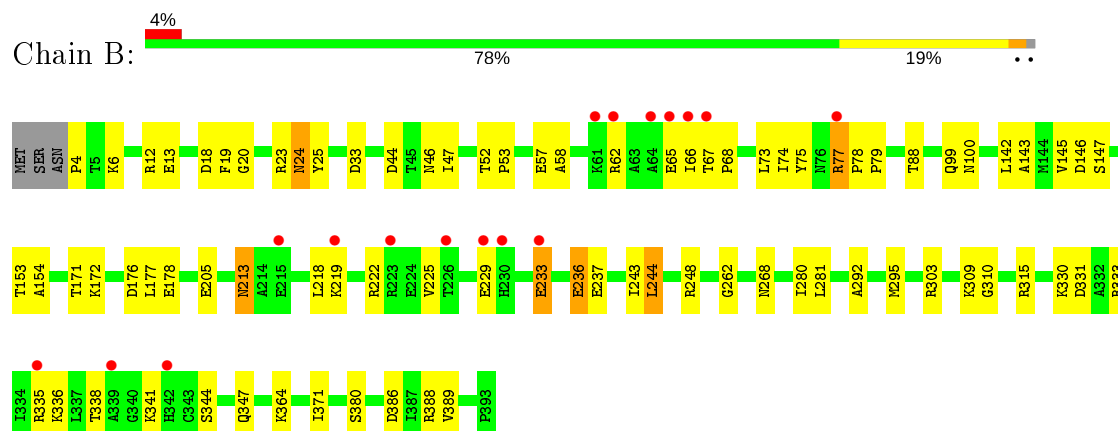 4%
Chain B:
78%
19%
. .
MET SER ASN P4 T5 K6 R12 E13 D18 F19 G20 R23 N24 Y25 D33 D44 T45 N46 I47 T52 P53 E57 A58 K61 R62 A63 A64 E65 I66 T67 P68 L73 I74 Y75 N76 R77 P78 P79 T88 Q99 N100 L142 A143 M144 V145 D146 S147
T153 A154 T171 K172 D176 L177 E178 E205 N213 A214 E215 L218 K219 R222 R223 E224 V225 T226 E229 H230 E233 E236 E237 I243 L244 R248 G262 N268 I280 L281 A292 M295 R303 K309 G310 R315 K330 D331 A332 R333
I334 R335 K336 L337 T338 A339 G340 K341 H342 C343 S344 Q347 K364 I371 S380 D386 I387 R388 V389 P393